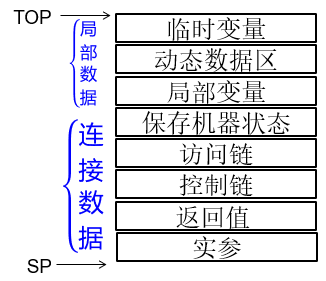 TOP
局部数据
临时变量
动态数据区
局部变量
连接数据
保存机器状态
访问链
控制链
返回值
实参
SP